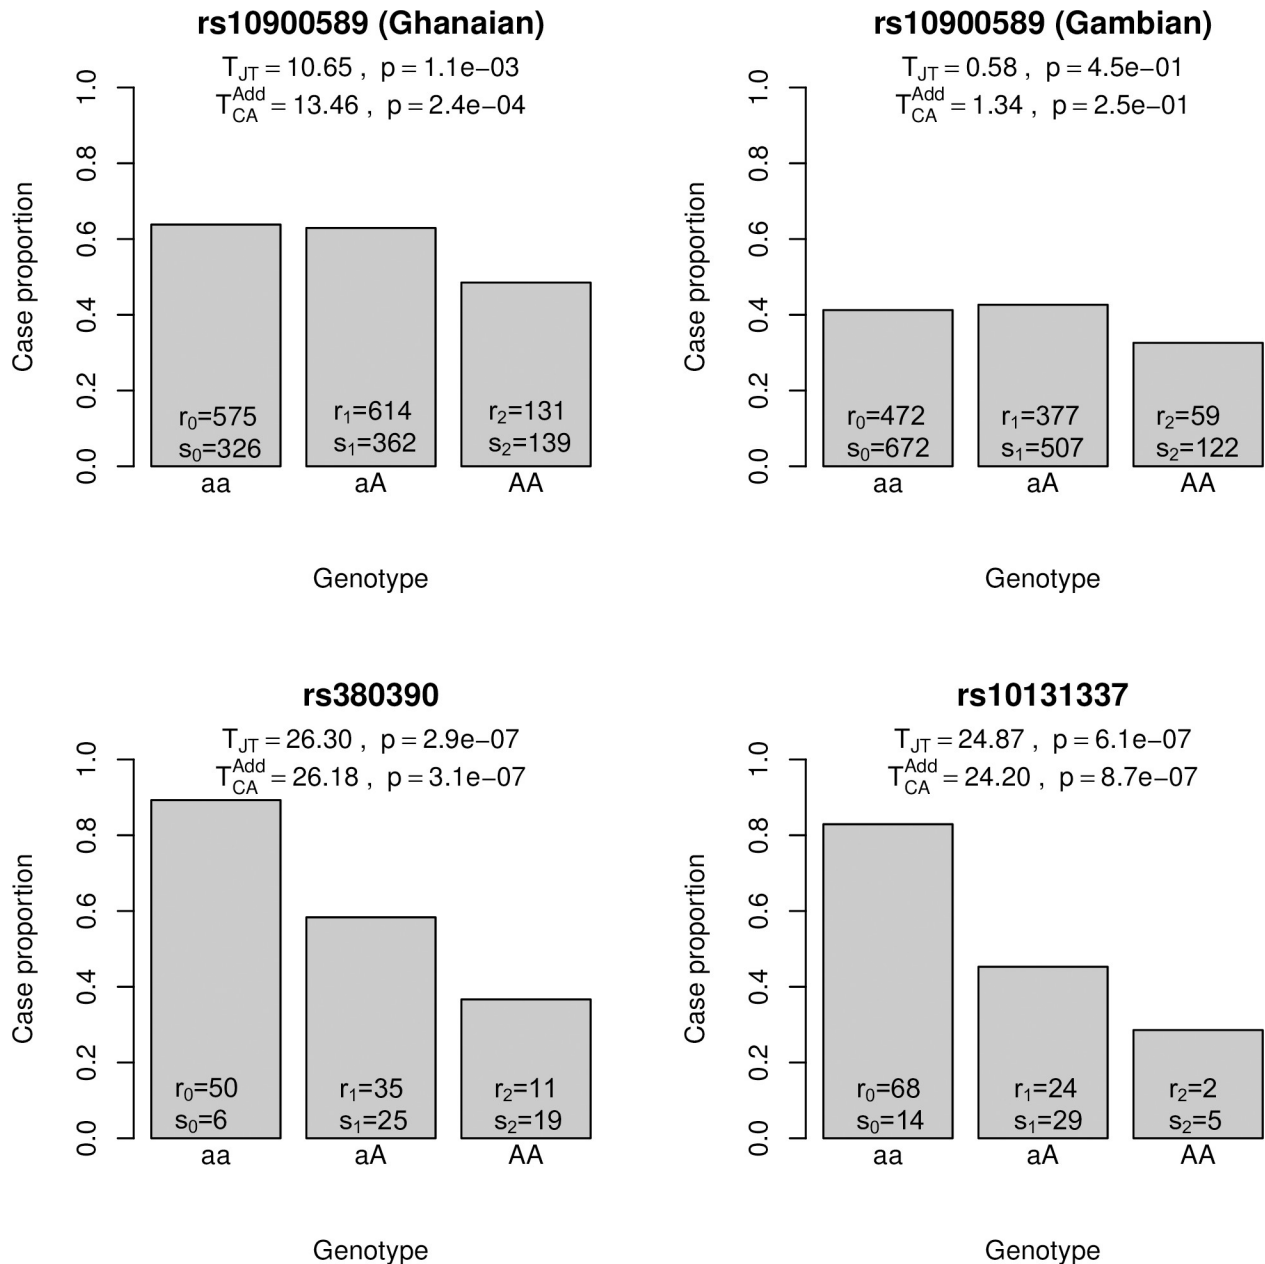 rs10900589 (Ghanaian)
T_JT = 10.65 , p = 1.1e−03
T_CA^Add = 13.46 , p = 2.4e−04
Case proportion
1.0
0.8
0.6
0.4
0.2
0.0
r₀=575
s₀=326
r₁=614
s₁=362
r₂=131
s₂=139
aa aA AA
Genotype
rs10900589 (Gambian)
T_JT = 0.58 , p = 4.5e−01
T_CA^Add = 1.34 , p = 2.5e−01
Case proportion
1.0
0.8
0.6
0.4
0.2
0.0
r₀=472
s₀=672
r₁=377
s₁=507
r₂=59
s₂=122
aa aA AA
Genotype
rs380390
T_JT = 26.30 , p = 2.9e−07
T_CA^Add = 26.18 , p = 3.1e−07
Case proportion
1.0
0.8
0.6
0.4
0.2
0.0
r₀=50
s₀=6
r₁=35
s₁=25
r₂=11
s₂=19
aa aA AA
Genotype
rs10131337
T_JT = 24.87 , p = 6.1e−07
T_CA^Add = 24.20 , p = 8.7e−07
Case proportion
1.0
0.8
0.6
0.4
0.2
0.0
r₀=68
s₀=14
r₁=24
s₁=29
r₂=2
s₂=5
aa aA AA
Genotype